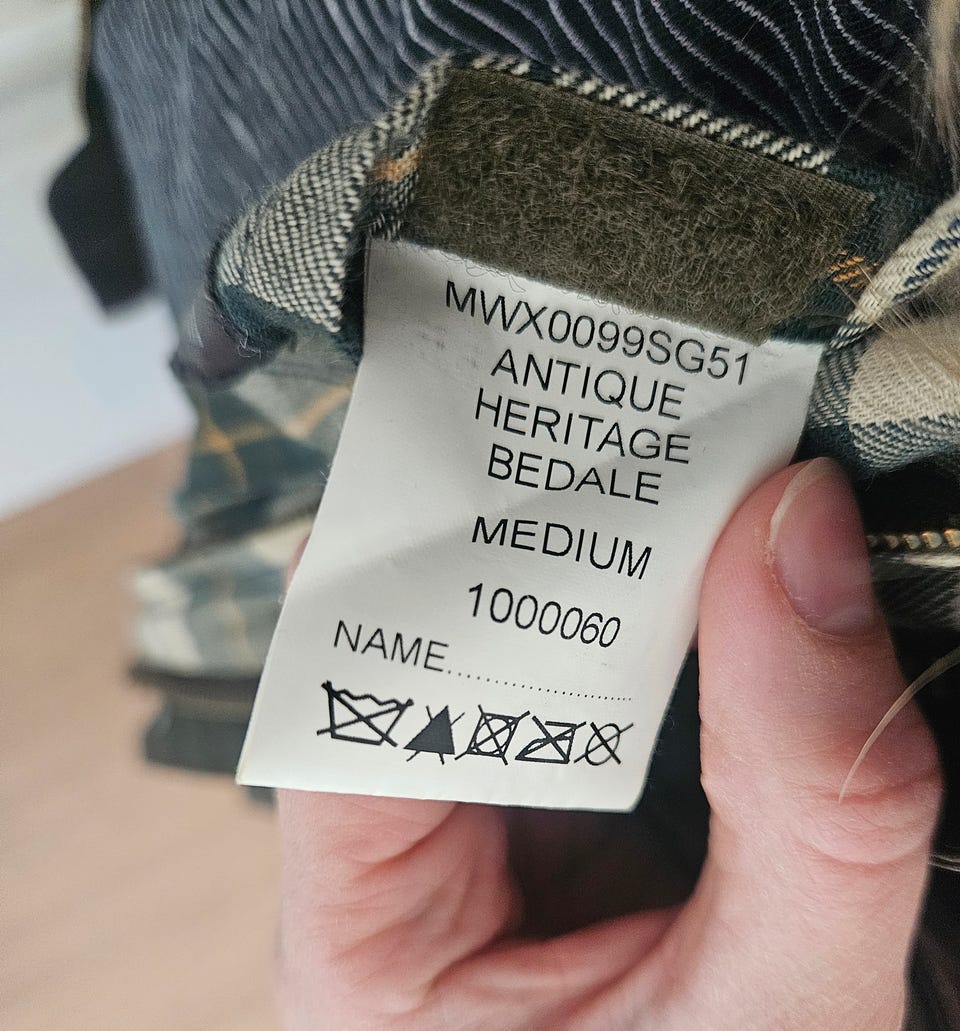 MWX0099SG51
ANTIQUE
HERITAGE
BEDALE
MEDIUM
1000060
NAME........................